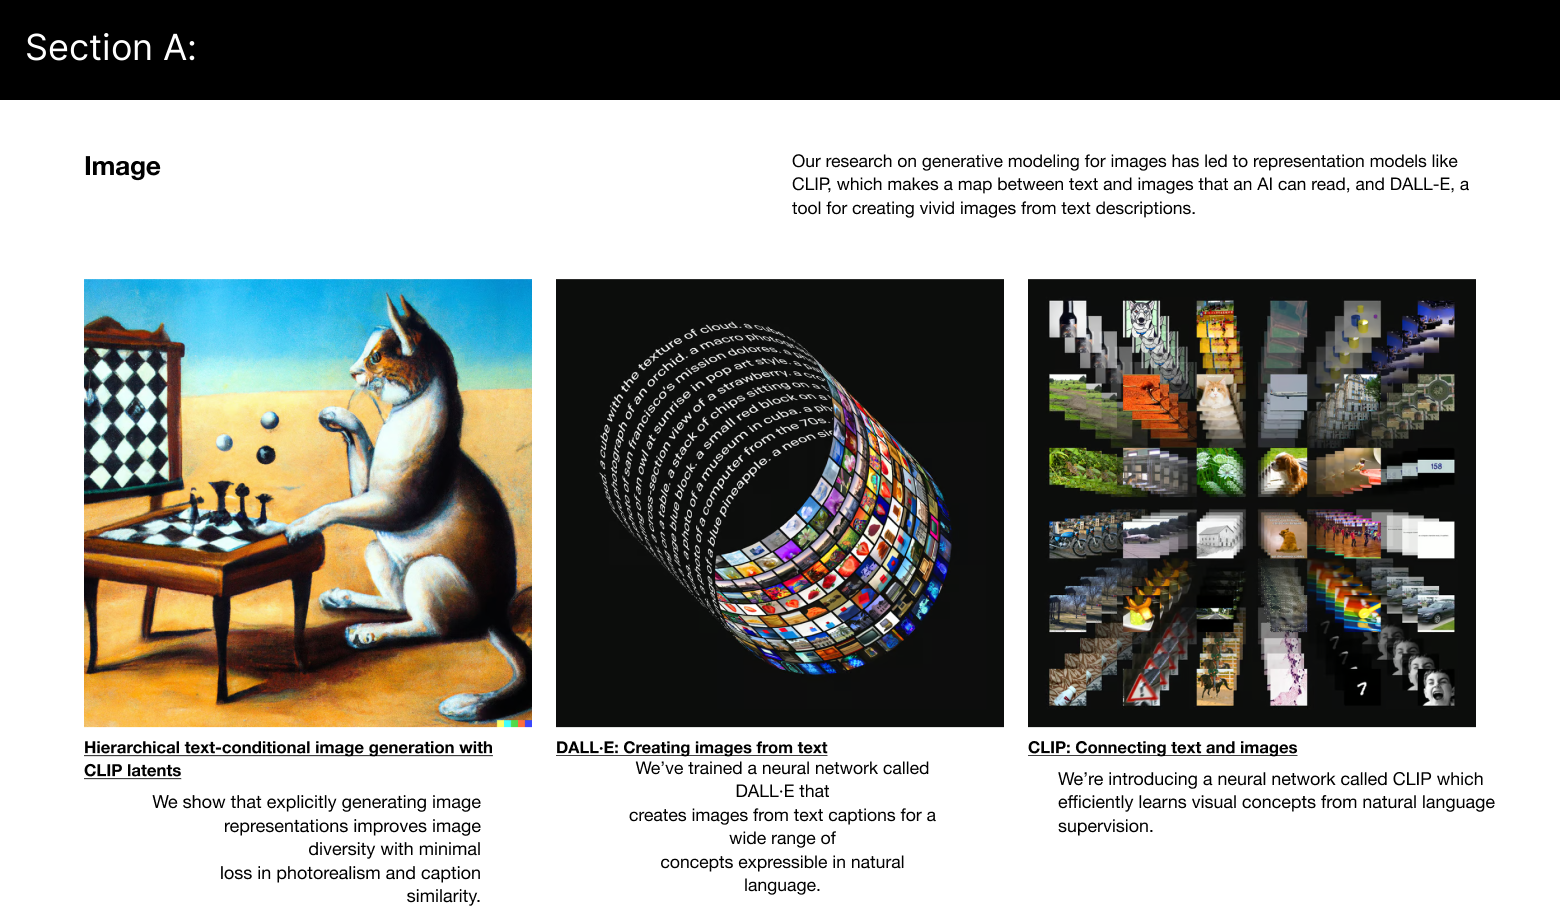 Section A:
Image
Our research on generative modeling for images has led to representation models like
CLIP, which makes a map between text and images that an AI can read, and DALL-E, a
tool for creating vivid images from text descriptions.
a cube with the texture of cloud. a cube
photograph of an orchid. a macro photogra
san francisco's mission dolores. a
an owl at sunrise in pop art style. a
section view of a strawberry. a cr
a table. a stack of chips sitting on a
blue block. a small red block on
a photo of a museum in cuba. a ph
photo of a computer from the 70s.
of a blue pineapple. a neon sig
158
7
Hierarchical text-conditional image generation with
CLIP latents
We show that explicitly generating image
representations improves image
diversity with minimal
loss in photorealism and caption
similarity.
DALL·E: Creating images from text
We’ve trained a neural network called
DALL·E that
creates images from text captions for a
wide range of
concepts expressible in natural
language.
CLIP: Connecting text and images
We’re introducing a neural network called CLIP which
efficiently learns visual concepts from natural language
supervision.